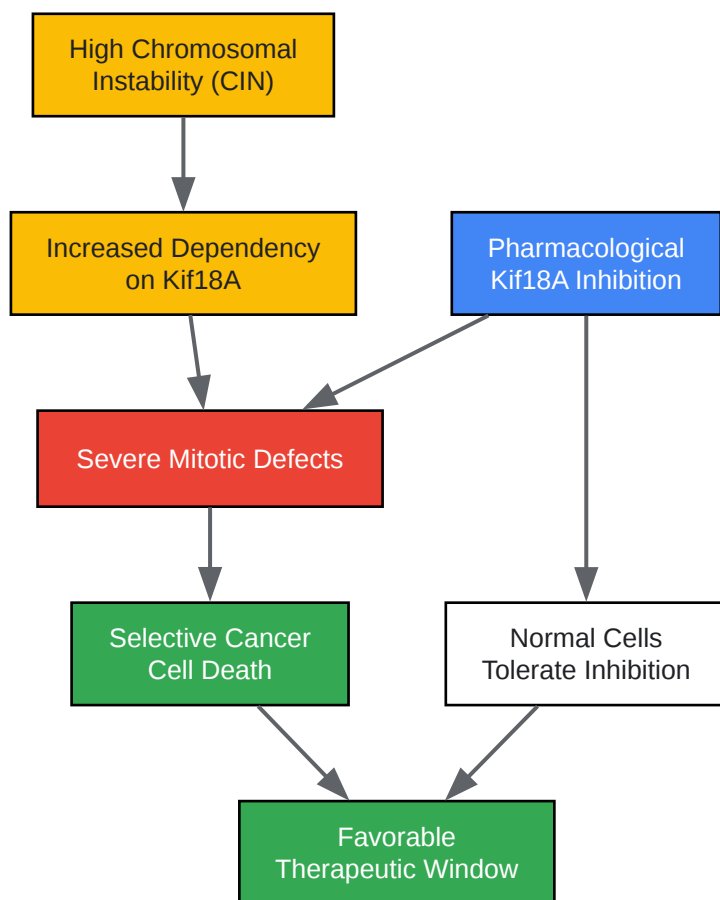 High Chromosomal
Instability (CIN)
Increased Dependency
on Kif18A
Pharmacological
Kif18A Inhibition
Severe Mitotic Defects
Selective Cancer
Cell Death
Normal Cells
Tolerate Inhibition
Favorable
Therapeutic Window